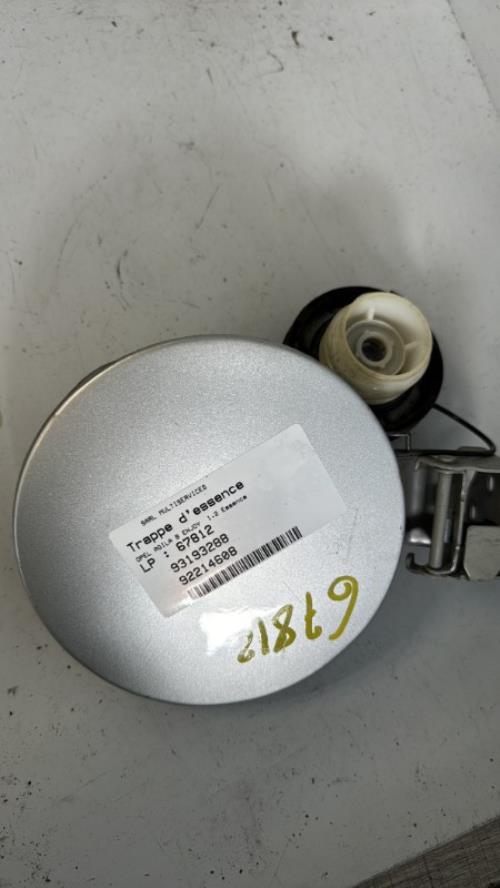 SARL MULTISERVICES
Trappe d'essence
OPEL AGILA B ENJOY 1.2 Essence
LP : 67812
93193288
92214608
67812